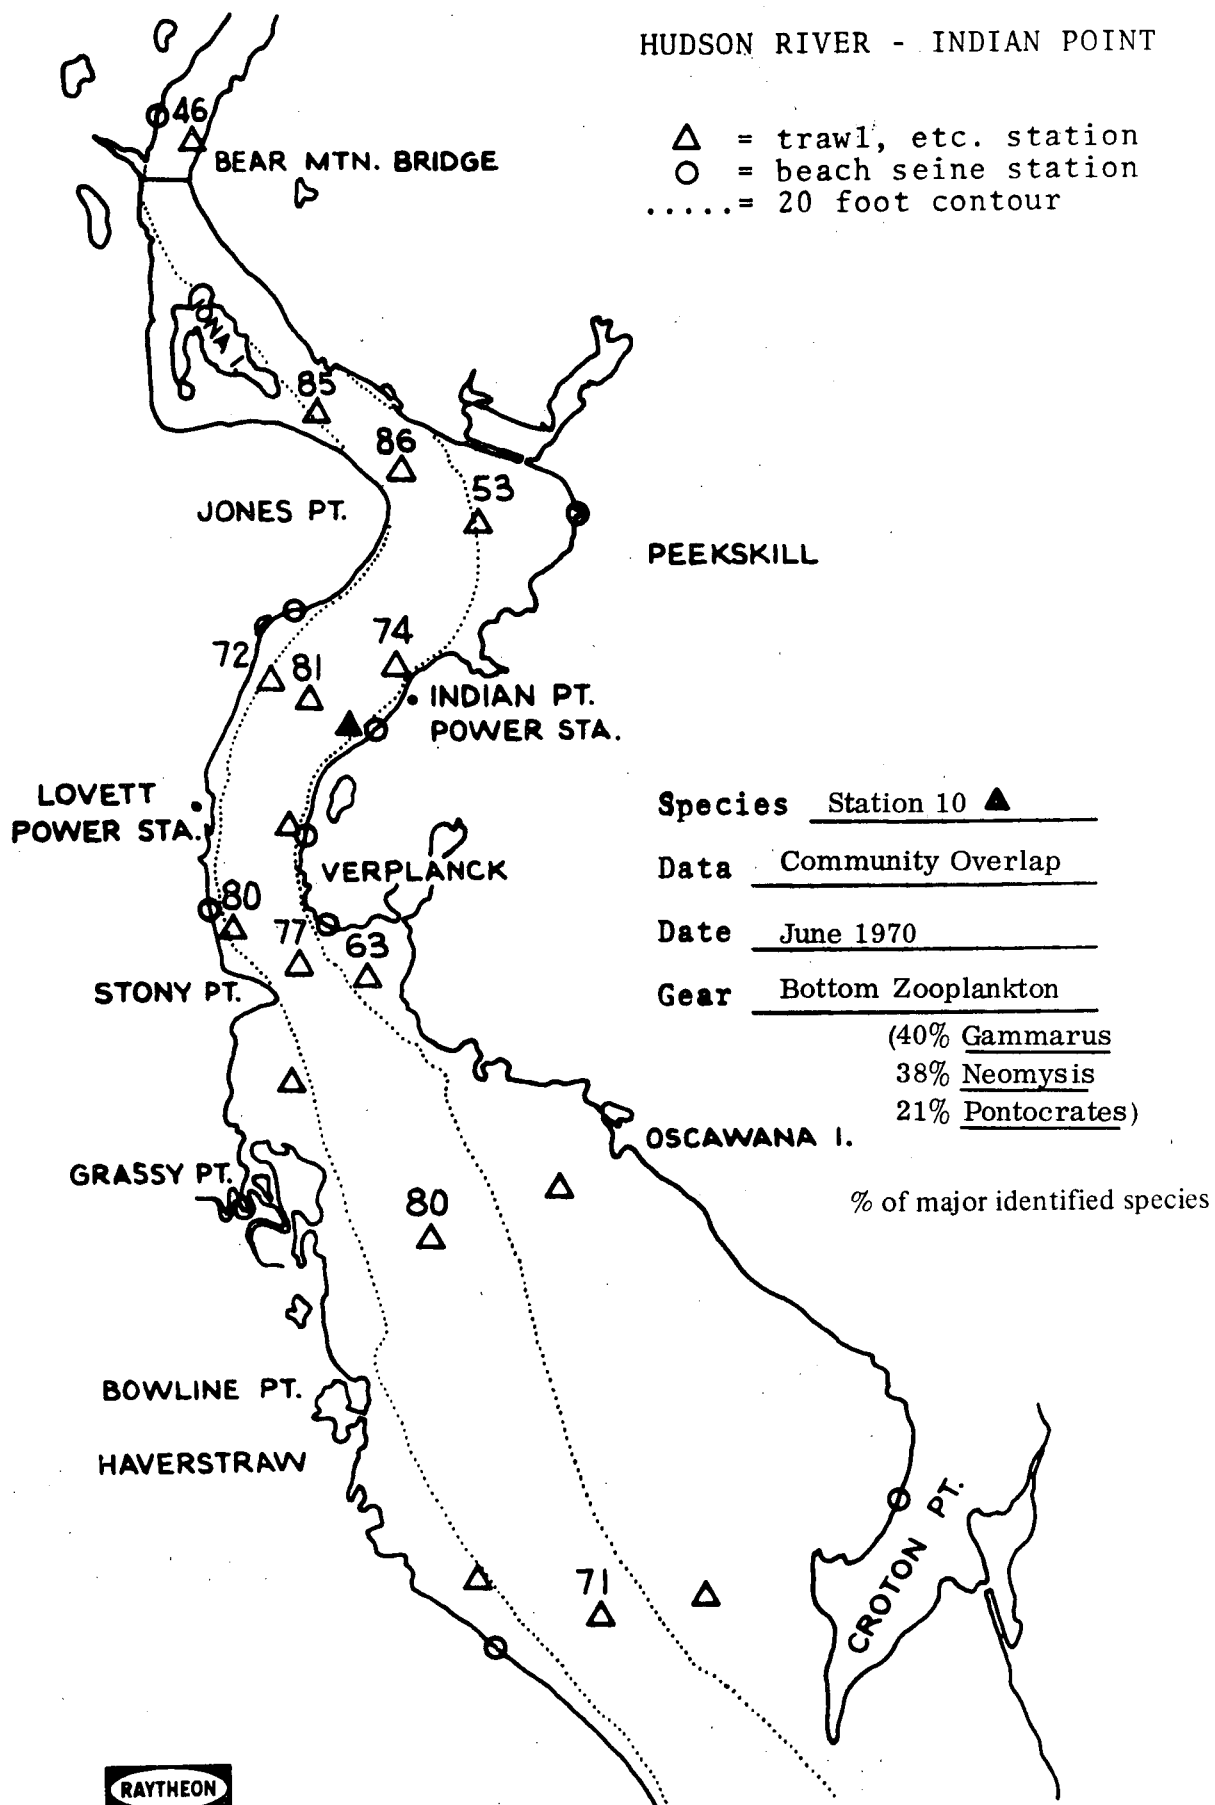 HUDSON RIVER - INDIAN POINT
△ = trawl, etc. station
○ = beach seine station
.....= 20 foot contour
46
BEAR MTN. BRIDGE
IONA I.
85
86
53
JONES PT.
PEEKSKILL
74
72
81
INDIAN PT.
POWER STA.
LOVETT
POWER STA.
Species Station 10 ▲
Data Community Overlap
VERPLANCK
80
77
63
Date June 1970
STONY PT.
Gear Bottom Zooplankton
(40% Gammarus
38% Neomysis
21% Pontocrates)
OSCAWANA I.
GRASSY PT.
80
% of major identified species
BOWLINE PT.
HAVERSTRAW
CROTON PT.
71
RAYTHEON